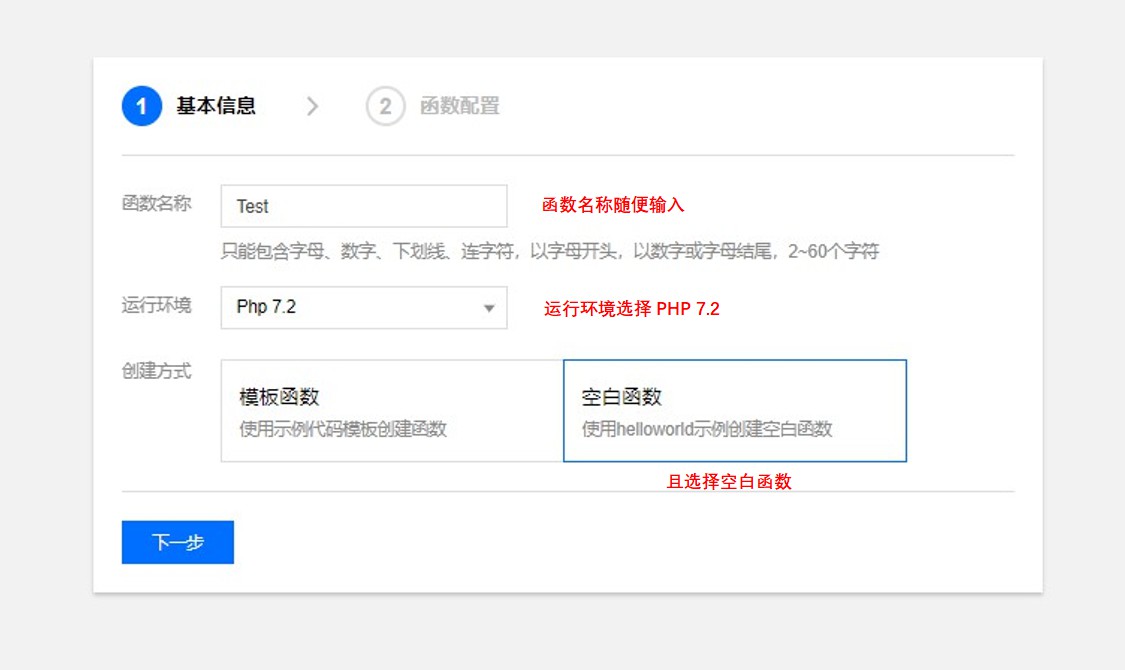 1 基本信息 2 函数配置
函数名称 Test 函数名称随便输入
只能包含字母、数字、下划线、连字符，以字母开头，以数字或字母结尾，2~60个字符
运行环境 Php 7.2 运行环境选择 PHP 7.2
创建方式
模板函数 空白函数
使用示例代码模板创建函数 使用helloworld示例创建空白函数
且选择空白函数
下一步